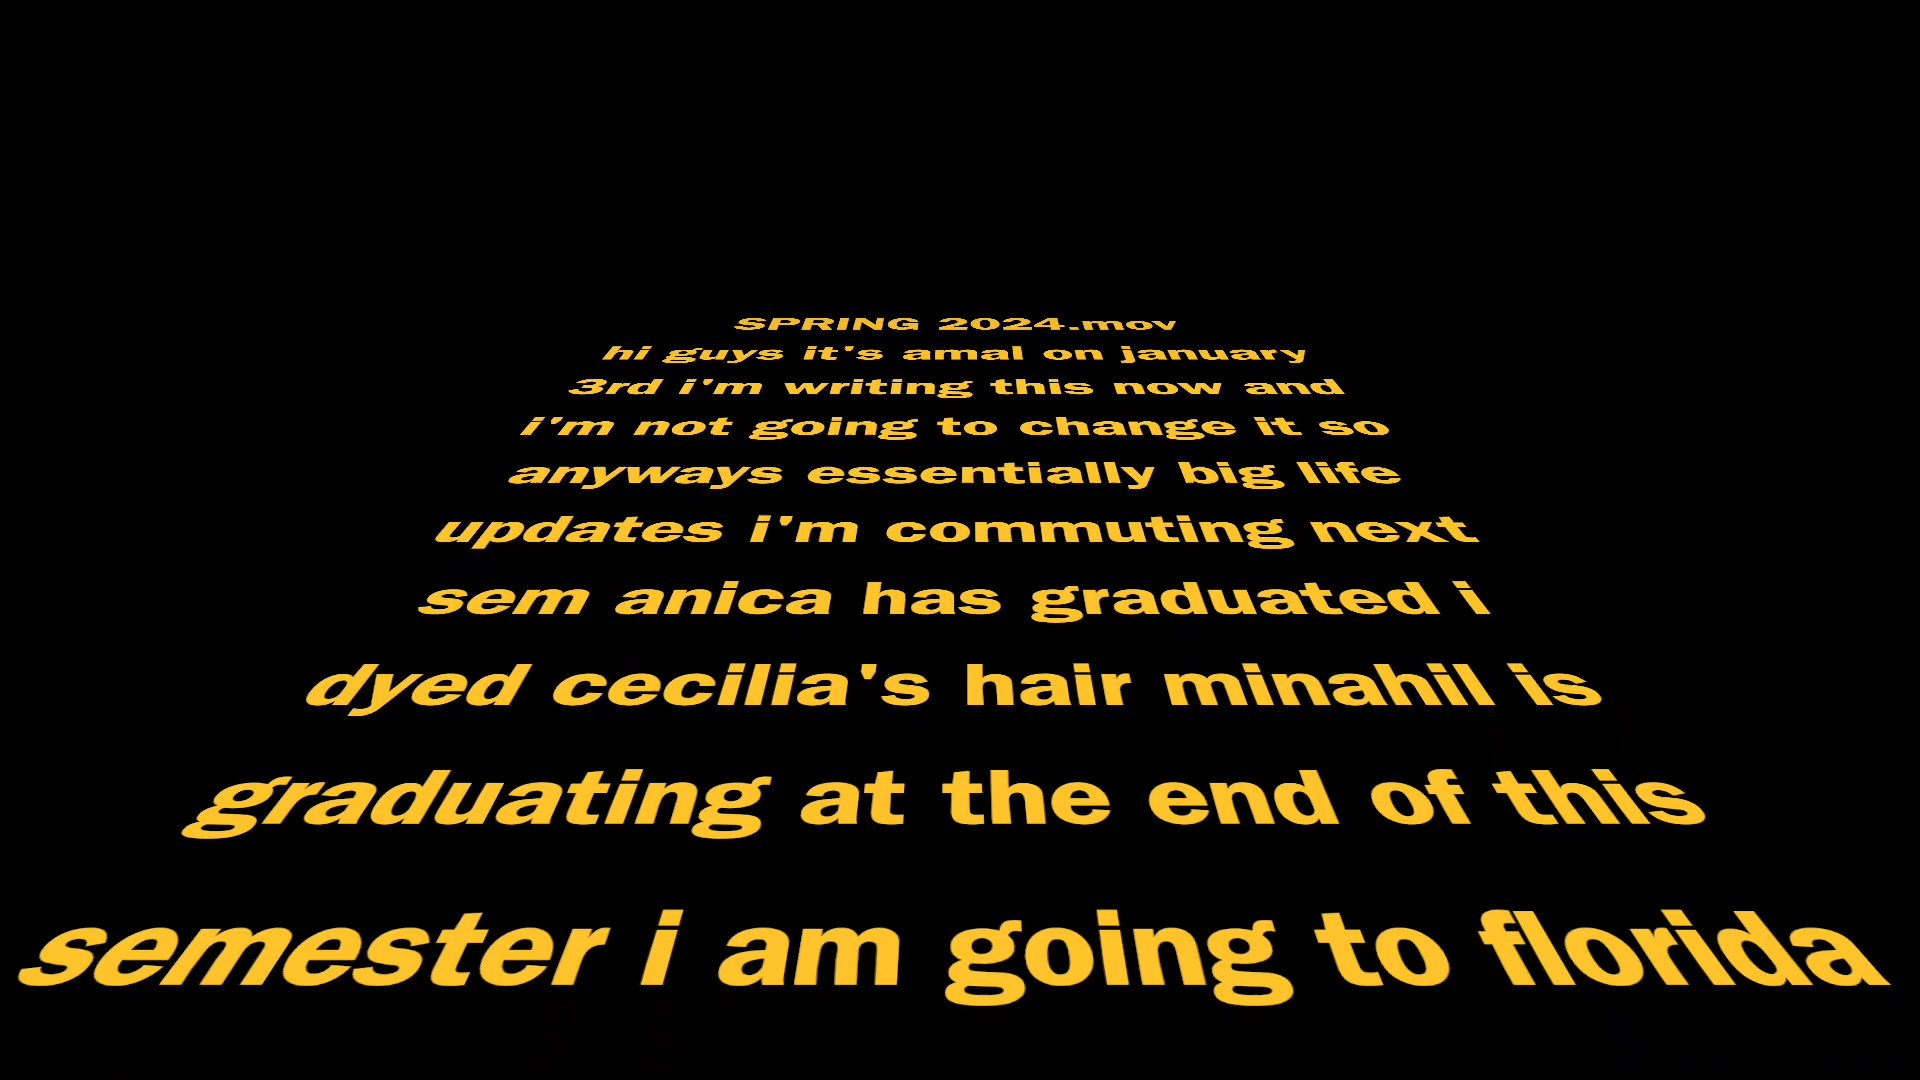 SPRING 2024.mov
hi guys it's amal on january
3rd i'm writing this now and
i'm not going to change it so
anyways essentially big life
updates i'm commuting next
sem anica has graduated i
dyed cecilia's hair minahil is
graduating at the end of this
semester i am going to florida